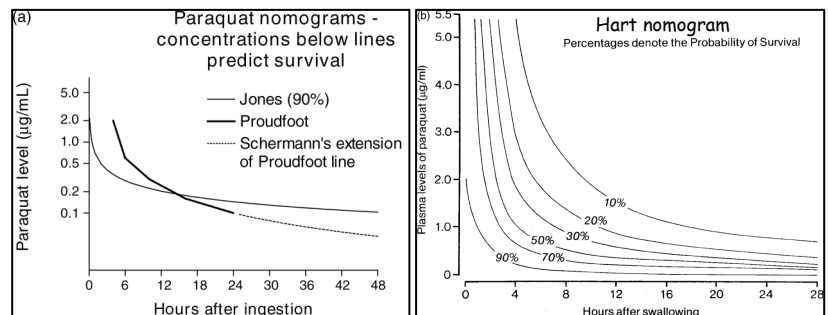 (a)
Paraquat nomograms -
concentrations below lines
predict survival
Paraquat level (μg/mL)
5.0
2.0
1.0
0.5
0.2
0.1
Jones (90%)
Proudfoot
Schermann's extension
of Proudfoot line
0 6 12 18 24 30 36 42 48
Hours after ingestion
(b)
Hart nomogram
Percentages denote the Probability of Survival
Plasma levels of paraquat (μg/ml)
5.5
5.0
4.0
3.0
2.0
1.0
0
10%
20%
30%
50%
70%
90%
0 4 8 12 16 20 24 28
Hours after swallowing